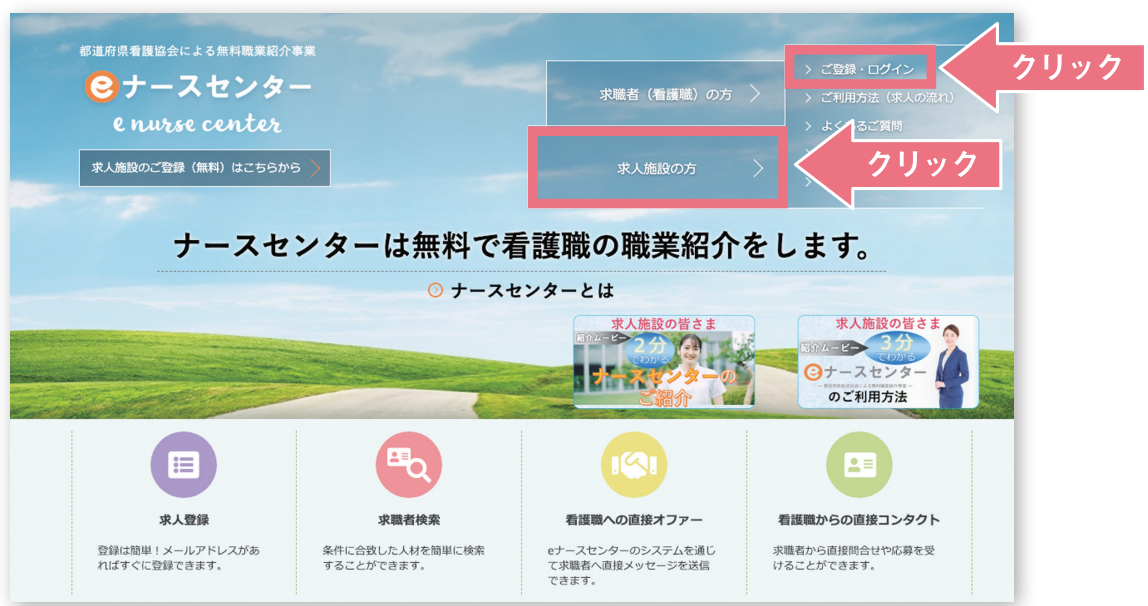 都道府県看護協会による無料職業紹介事業
eナースセンター
e nurse center
求人施設のご登録（無料）はこちらから
求職者（看護職）の方
求人施設の方
ご登録・ログイン
クリック
ご利用方法（求人の流れ）
よくあるご質問
クリック
ナースセンターは無料で看護職の職業紹介をします。
ナースセンターとは
求人施設の皆さま
紹介ムービー
2分
でわかる
ナースセンターの
ご紹介
求人施設の皆さま
紹介ムービー
3分
でわかる
eナースセンター
のご利用方法
求人登録
登録は簡単！メールアドレスがあ
ればすぐに登録できます。
求職者検索
条件に合致した人材を簡単に検索
することができます。
看護職への直接オファー
eナースセンターのシステムを通じ
て求職者へ直接メッセージを送信
できます。
看護職からの直接コンタクト
求職者から直接問合せや応募を受
けることができます。